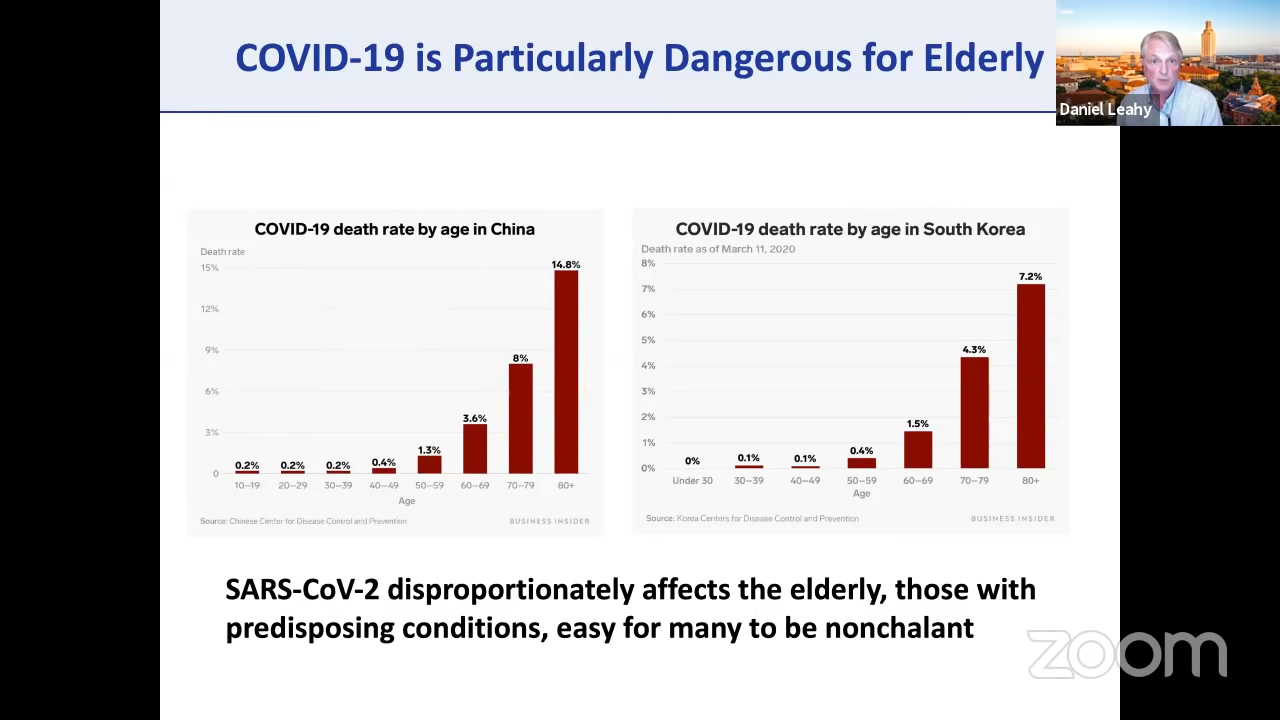 COVID-19 is Particularly Dangerous for Elderly
Daniel Leahy
COVID-19 death rate by age in China
Death rate
15%
12%
9%
6%
3%
0
0.2%
0.2%
0.2%
0.4%
1.3%
3.6%
8%
14.8%
10–19
20–29
30–39
40–49
50–59
60–69
70–79
80+
Age
Source: Chinese Center for Disease Control and Prevention
BUSINESS INSIDER
COVID-19 death rate by age in South Korea
Death rate as of March 11, 2020
8%
7%
6%
5%
4%
3%
2%
1%
0%
0%
0.1%
0.1%
0.4%
1.5%
4.3%
7.2%
Under 30
30–39
40–49
50–59
60–69
70–79
80+
Age
Source: Korea Centers for Disease Control and Prevention
BUSINESS INSIDER
SARS-CoV-2 disproportionately affects the elderly, those with
predisposing conditions, easy for many to be nonchalant
zoom